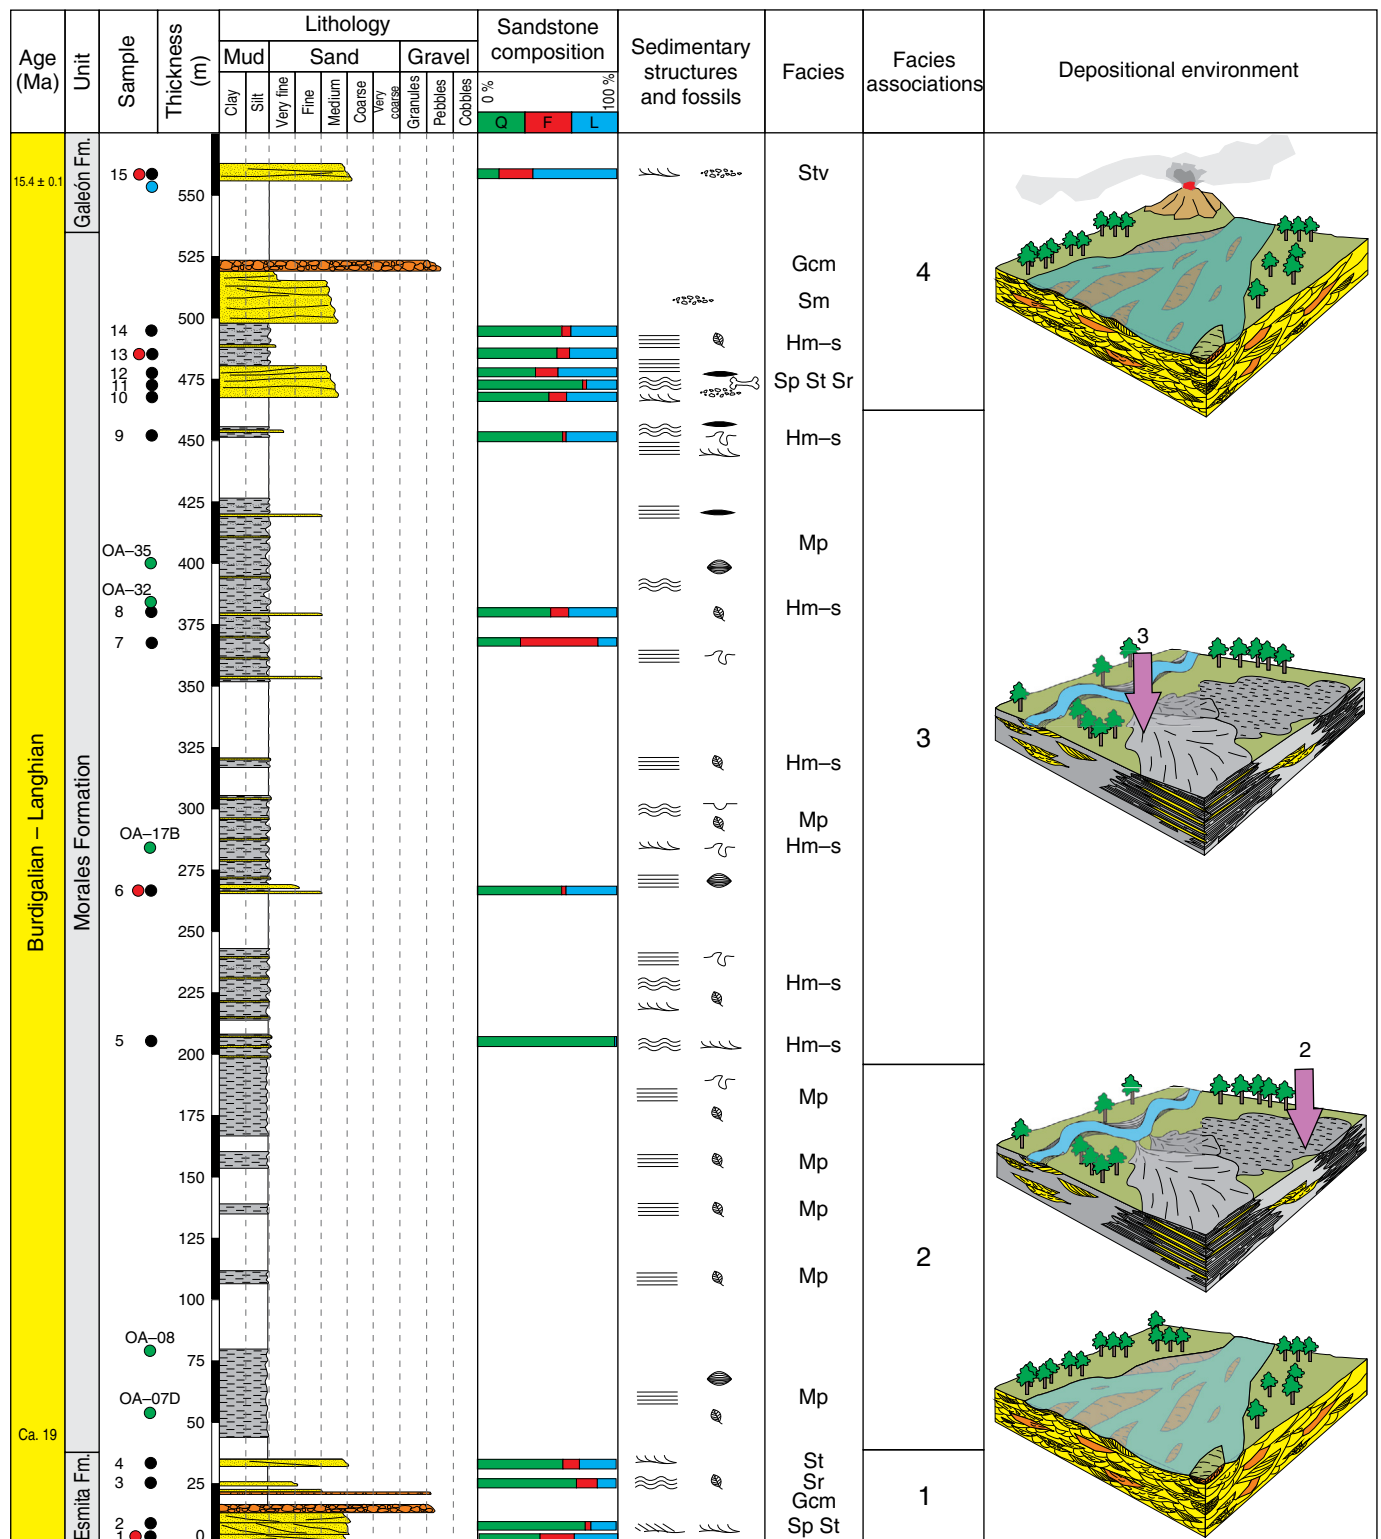 Age
(Ma)
Unit
Sample
Thickness
(m)
Lithology
Mud
Sand
Gravel
Clay
Silt
Very fine
Fine
Medium
Coarse
Very
coarse
Granules
Pebbles
Cobbles
Sandstone
composition
0 %
100 %
Q
F
L
Sedimentary
structures
and fossils
Facies
Facies
associations
Depositional environment
15.4 ± 0.1
Burdigalian – Langhian
Ca. 19
Galeón Fm.
Morales Formation
Esmita Fm.
15
14
13
12
11
10
9
OA–35
OA–32
8
7
OA–17B
6
5
OA–08
OA–07D
4
3
2
1
550
525
500
475
450
425
400
375
350
325
300
275
250
225
200
175
150
125
100
75
50
25
0
Stv
Gcm
Sm
Hm–s
Sp St Sr
Hm–s
Mp
Hm–s
Hm–s
Mp
Hm–s
Hm–s
Hm–s
Mp
Mp
Mp
Mp
Mp
St
Sr
Gcm
Sp St
4
3
2
1
3
2